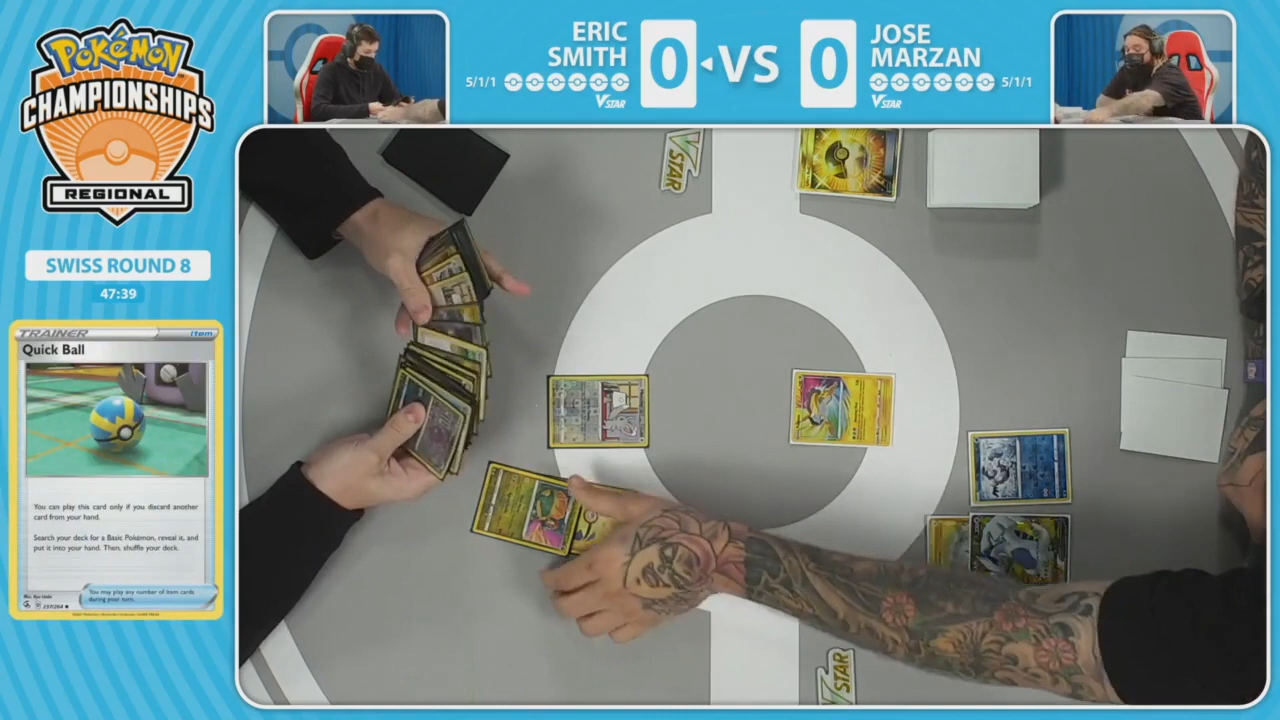 Pokémon
CHAMPIONSHIPS
REGIONAL
SWISS ROUND 8
47:39
TRAINER
Item
Quick Ball
You can play this card only if you discard another
card from your hand.
Search your deck for a Basic Pokémon, reveal it, and
put it into your hand. Then, shuffle your deck.
You may play any number of Item cards
during your turn.
237/264
ERIC
SMITH
5/1/1
VSTAR
0
VS
0
JOSE
MARZAN
5/1/1
VSTAR
VSTAR
VSTAR